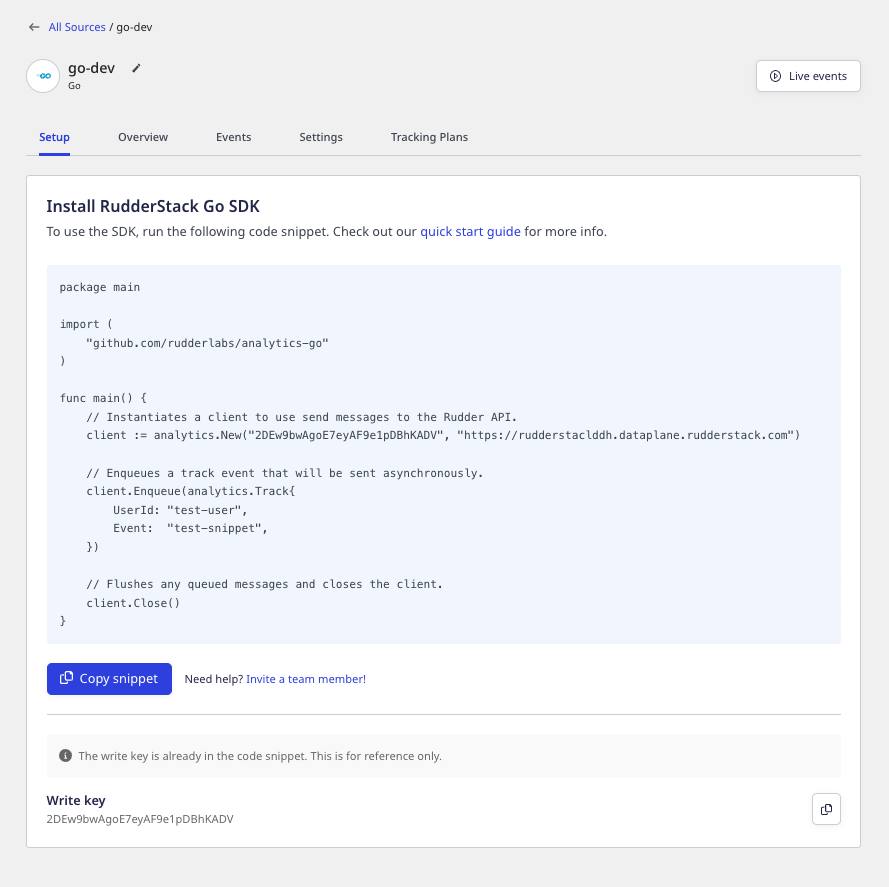 All Sources / go-dev
go-dev
Go
Live events
Setup Overview Events Settings Tracking Plans
Install RudderStack Go SDK
To use the SDK, run the following code snippet. Check out our quick start guide for more info.
package main
import (
    "github.com/rudderlabs/analytics-go"
)
func main() {
    // Instantiates a client to use send messages to the Rudder API.
    client := analytics.New("2DEw9bwAgoE7eyAF9e1pDBhKADV", "https://rudderstaclddh.dataplane.rudderstack.com")
    // Enqueues a track event that will be sent asynchronously.
    client.Enqueue(analytics.Track{
        UserId: "test-user",
        Event:  "test-snippet",
    })
    // Flushes any queued messages and closes the client.
    client.Close()
}
Copy snippet
Need help? Invite a team member!
The write key is already in the code snippet. This is for reference only.
Write key
2DEw9bwAgoE7eyAF9e1pDBhKADV